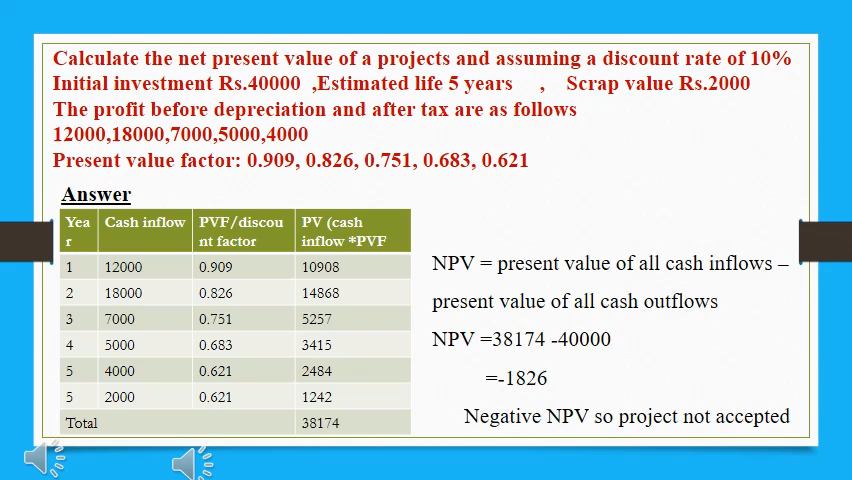 Calculate the net present value of a projects and assuming a discount rate of 10%
Initial investment Rs.40000 ,Estimated life 5 years , Scrap value Rs.2000
The profit before depreciation and after tax are as follows
12000,18000,7000,5000,4000
Present value factor: 0.909, 0.826, 0.751, 0.683, 0.621
Answer
Yea
r
Cash inflow
PVF/discou
nt factor
PV (cash
inflow *PVF
1 12000 0.909 10908
2 18000 0.826 14868
3 7000 0.751 5257
4 5000 0.683 3415
5 4000 0.621 2484
5 2000 0.621 1242
Total 38174
NPV = present value of all cash inflows –
present value of all cash outflows
NPV =38174 -40000
=-1826
Negative NPV so project not accepted